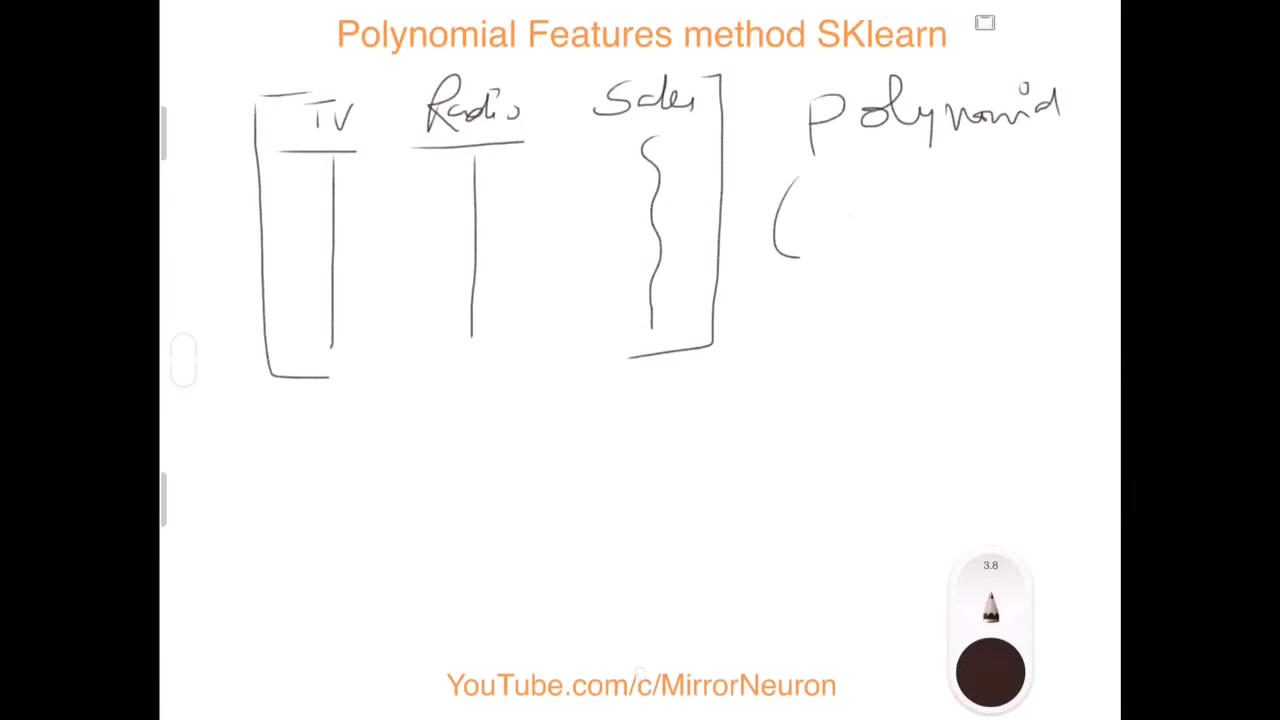 Polynomial Features method SKlearn
TV Radio Sales Polynomial
(
3.8
YouTube.com/c/MirrorNeuron